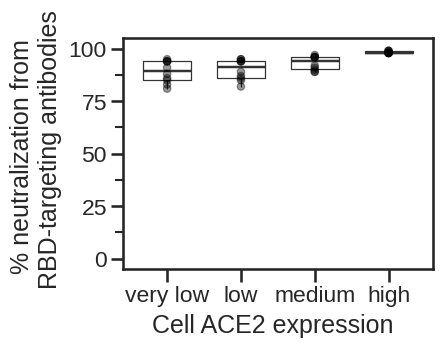 % neutralization from
RBD-targeting antibodies
100
75
50
25
0
very low low medium high
Cell ACE2 expression